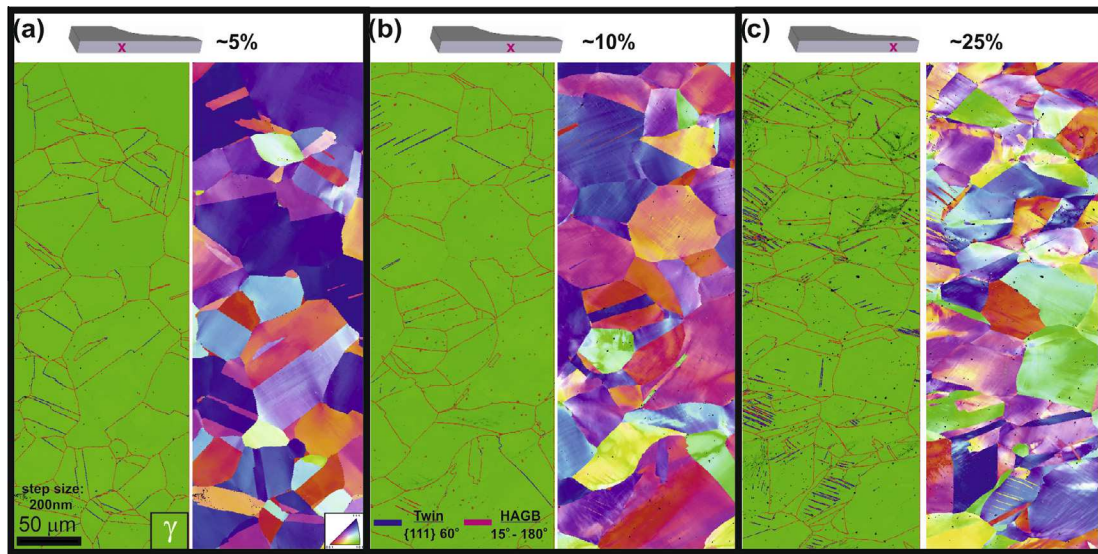 (a)
x
~5%
(b)
x
~10%
(c)
x
~25%
step size:
200nm
50 μm
γ
Twin
{111} 60°
HAGB
15°- 180°